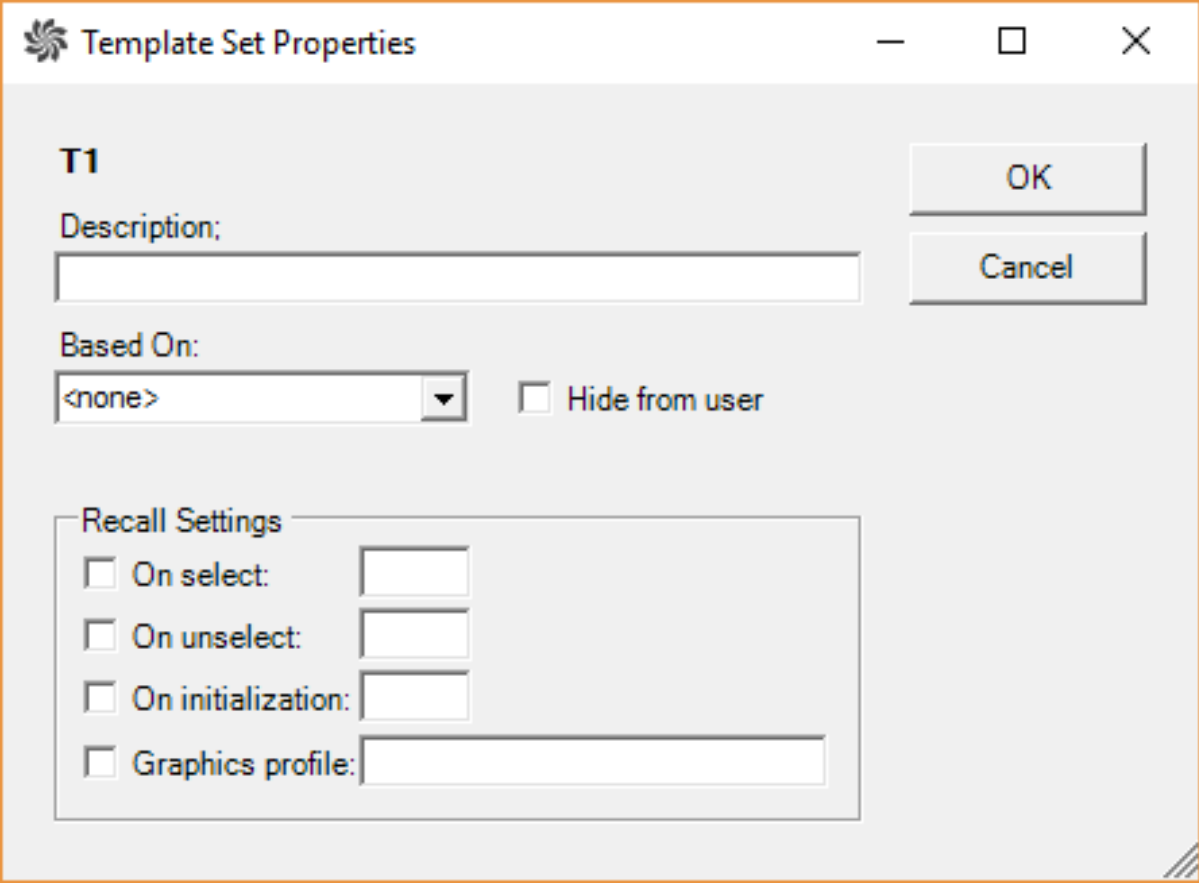 Template Set Properties
T1
OK
Description;
Cancel
Based On:
<none>
Hide from user
Recall Settings
On select:
On unselect:
On initialization:
Graphics profile: